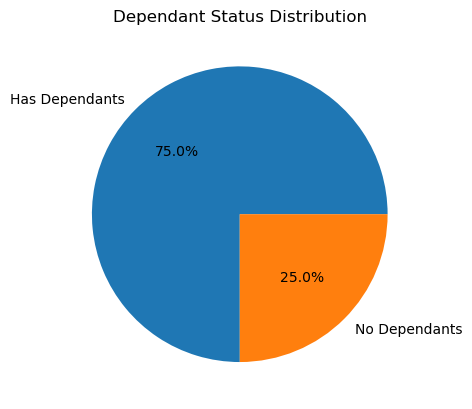 Dependant Status Distribution
Has Dependants
75.0%
25.0%
No Dependants